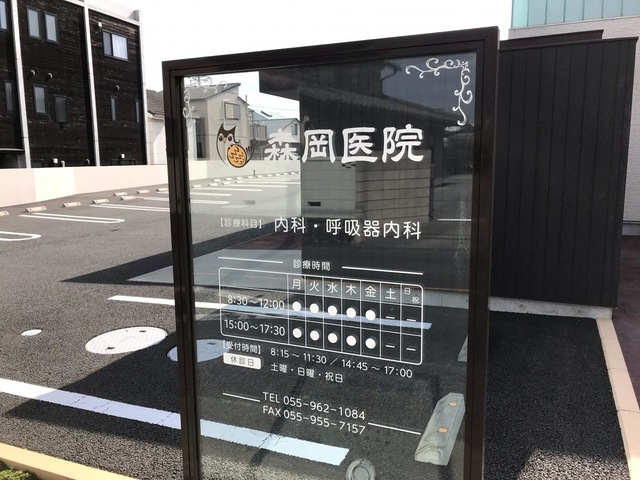 森岡医院
【診療科目】 内科・呼吸器内科
診療時間
月 火 水 木 金 土 日・祝
8:30~12:00 ● ● ● ● ● — —
15:00~17:30 ● ● ● ● ● — —
【受付時間】 8:15~11:30 / 14:45~17:00
休診日 土曜・日曜・祝日
TEL 055-962-1084
FAX 055-955-7157